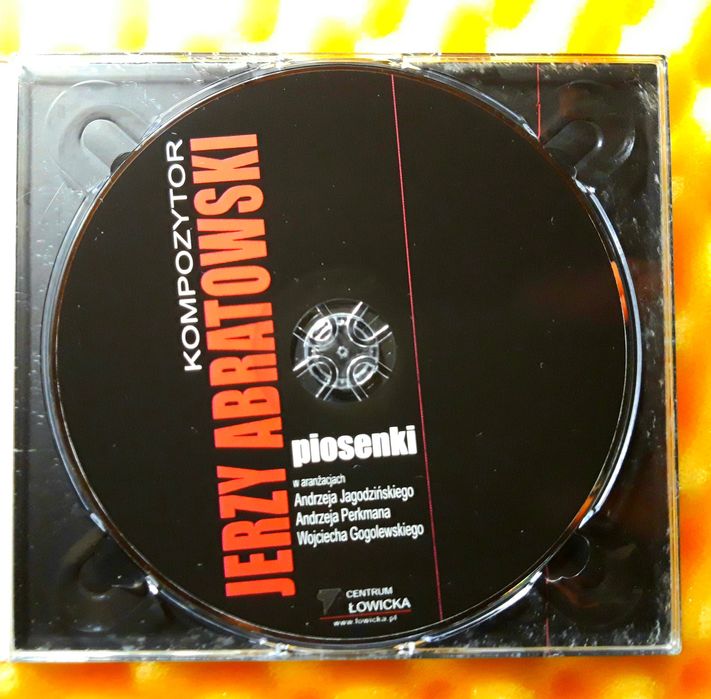 KOMPOZYTOR
JERZY ABRATOWSKI
piosenki
w aranżacjach
Andrzeja Jagodzińskiego
Andrzeja Perkmana
Wojciecha Gogolewskiego
CENTRUM
ŁOWICKA
www.lowicka.pl